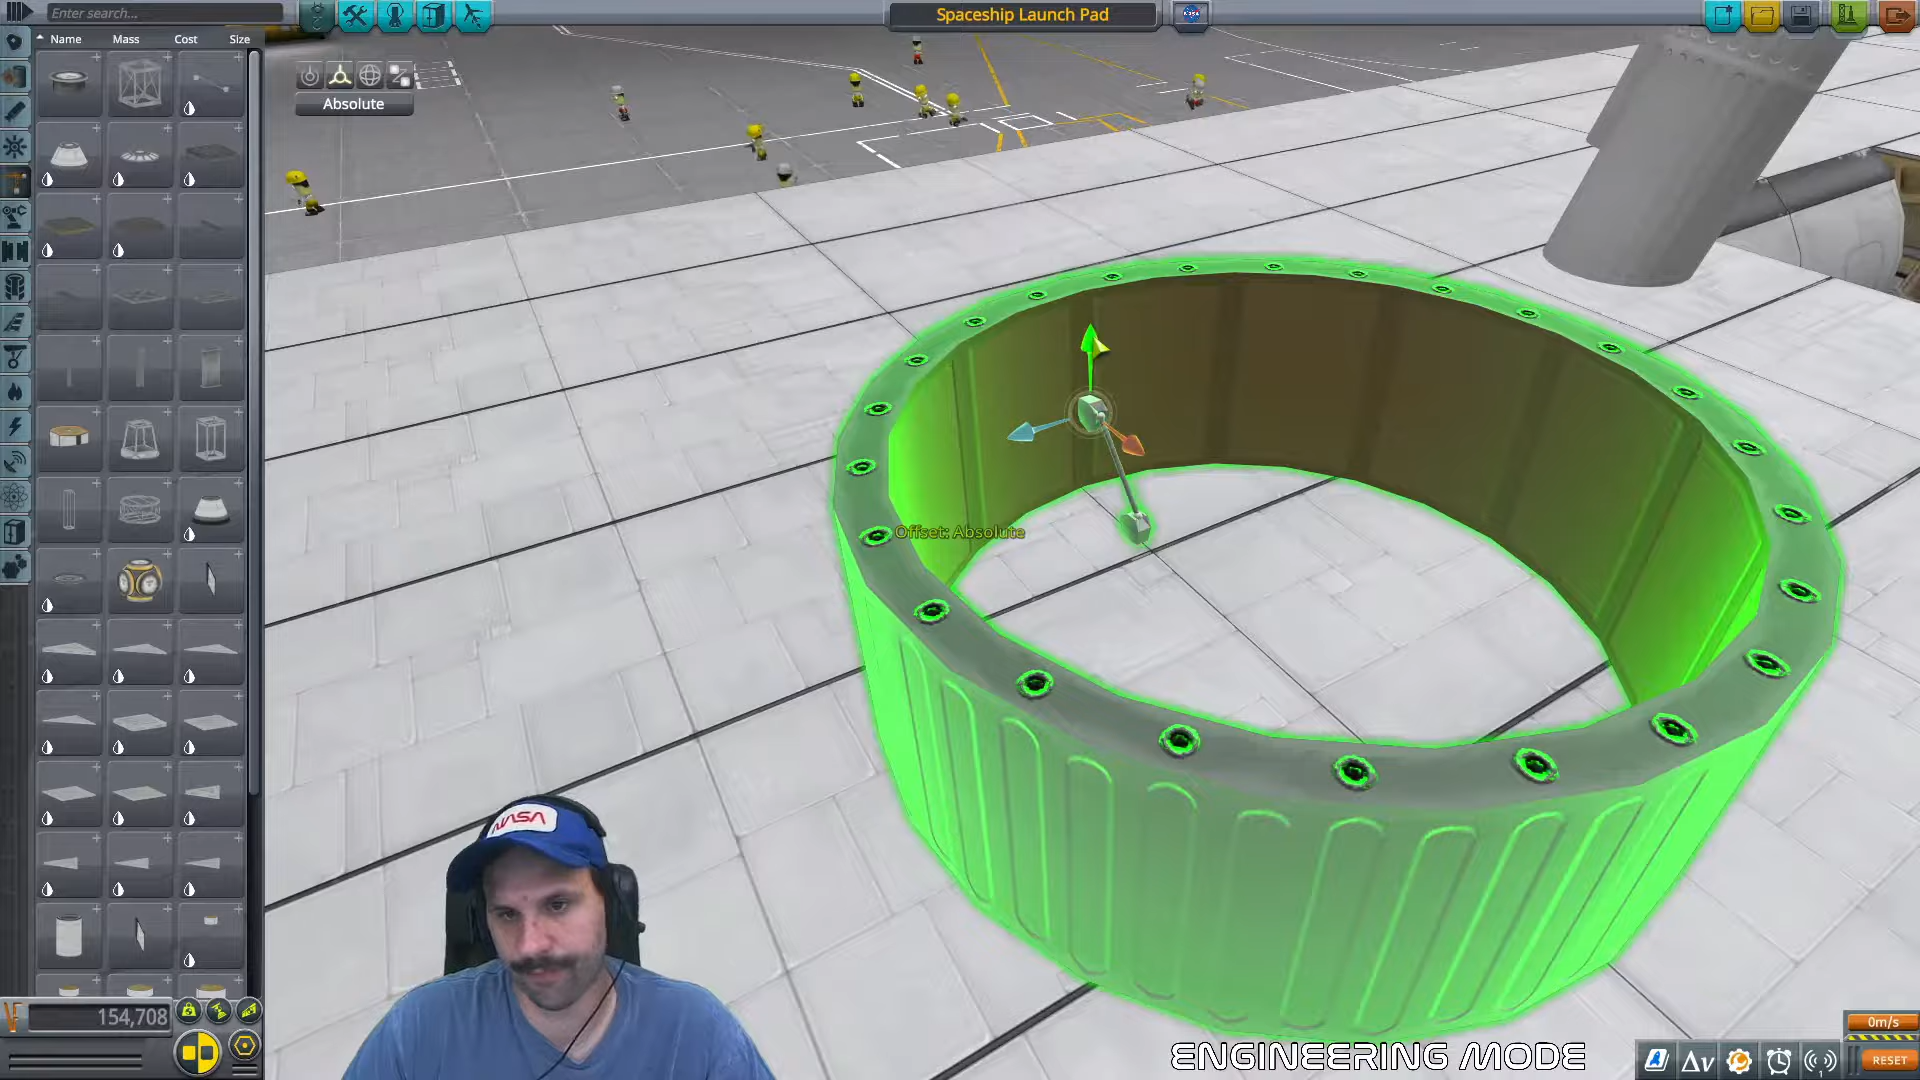 Enter search...
Spaceship Launch Pad
Name
Mass
Cost
Size
Absolute
Offset: Absolute
NASA
154,708
ENGINEERING MODE
0m/s
Δv
1
RESET